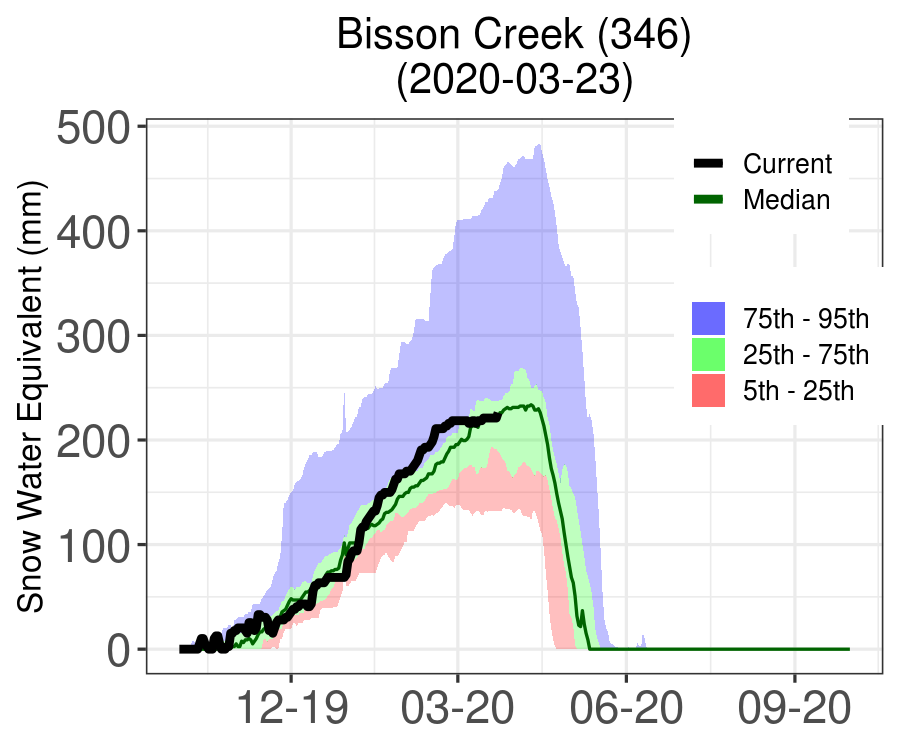 Bisson Creek (346)
(2020-03-23)
Snow Water Equivalent (mm)
500
400
300
200
100
0
12-19
03-20
06-20
09-20
Current
Median
75th - 95th
25th - 75th
5th - 25th